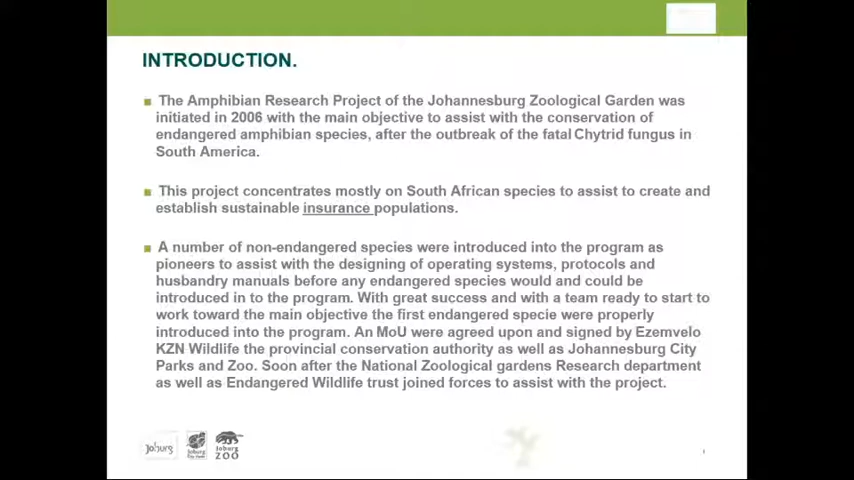 INTRODUCTION.
The Amphibian Research Project of the Johannesburg Zoological Garden was
initiated in 2006 with the main objective to assist with the conservation of
endangered amphibian species, after the outbreak of the fatal Chytrid fungus in
South America.
This project concentrates mostly on South African species to assist to create and
establish sustainable insurance populations.
A number of non-endangered species were introduced into the program as
pioneers to assist with the designing of operating systems, protocols and
husbandry manuals before any endangered species would and could be
introduced in to the program. With great success and with a team ready to start to
work toward the main objective the first endangered specie were properly
introduced into the program. An MoU were agreed upon and signed by Ezemvelo
KZN Wildlife the provincial conservation authority as well as Johannesburg City
Parks and Zoo. Soon after the National Zoological gardens Research department
as well as Endangered Wildlife trust joined forces to assist with the project.
Joburg
Joburg
Joburg
ZOO